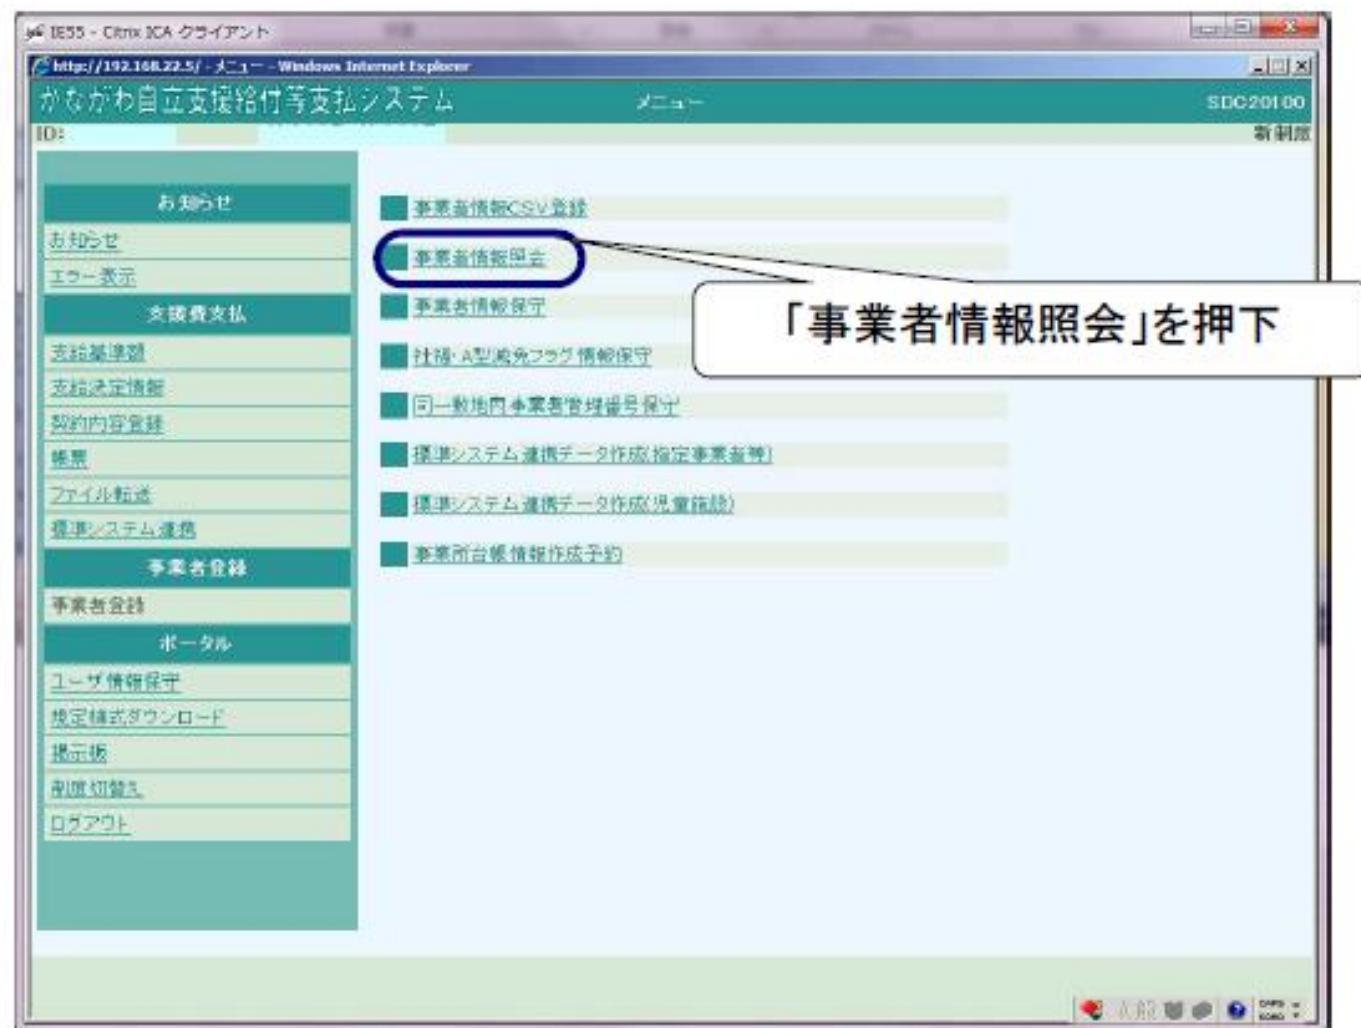 IE55 - Citrix ICA クライアント
http://192.168.22.5/ - メニュー - Windows Internet Explorer
かながわ自立支援給付等支払システム メニュー SDC20100
ID: 新制度
お知らせ
お知らせ
エラー表示
支援費支払
支給基準額
支給決定情報
契約内容登録
帳票
ファイル転送
標準システム連携
事業者登録
事業者登録
ポータル
ユーザ情報保守
規定様式ダウンロード
掲示板
制度切替え
ログアウト
事業者情報CSV登録
事業者情報照会
事業者情報保守
社福・A型減免フラグ情報保守
同一敷地内事業者管理番号保守
標準システム連携データ作成(指定事業者等)
標準システム連携データ作成(児童施設)
事業所台帳情報作成予約
「事業者情報照会」を押下